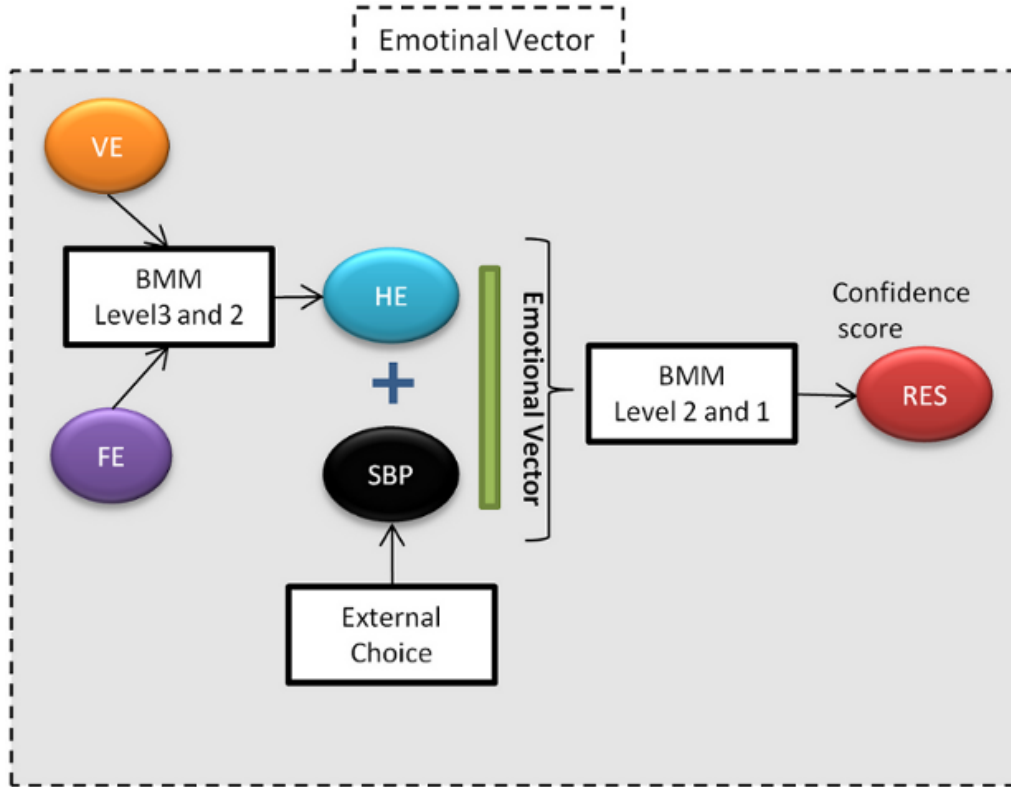 Emotinal Vector
VE
BMM
Level3 and 2
HE
FE
SBP
External
Choice
Emotional Vector
BMM
Level 2 and 1
Confidence
score
RES